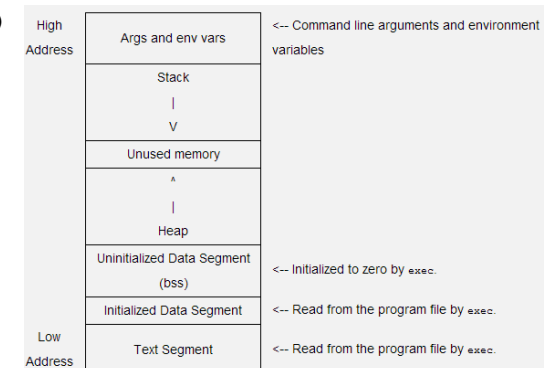 High
Address
Args and env vars
<-- Command line arguments and environment
variables
Stack
|
V
Unused memory
^
|
Heap
Uninitialized Data Segment
(bss)
<-- Initialized to zero by exec.
Initialized Data Segment
<-- Read from the program file by exec.
Low
Address
Text Segment
<-- Read from the program file by exec.